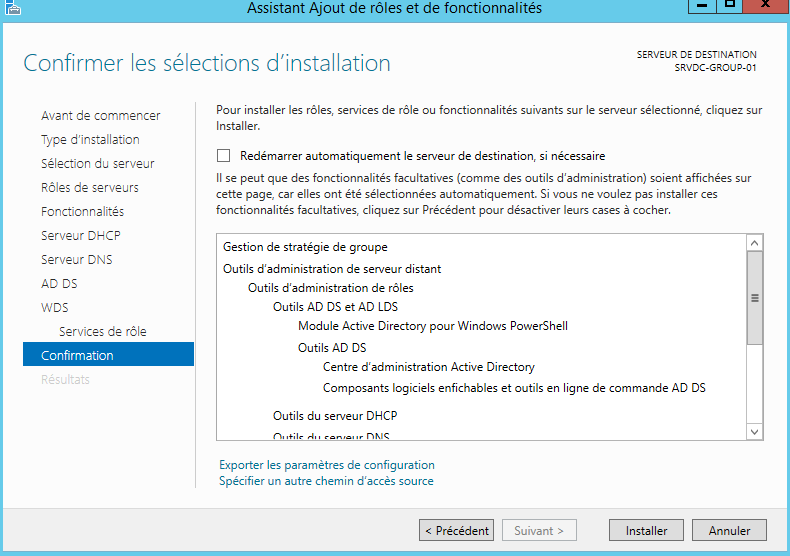 Assistant Ajout de rôles et de fonctionnalités
Confirmer les sélections d'installation
SERVEUR DE DESTINATION
SRVDC-GROUP-01
Avant de commencer
Type d'installation
Sélection du serveur
Rôles de serveurs
Fonctionnalités
Serveur DHCP
Serveur DNS
AD DS
WDS
Services de rôle
Confirmation
Résultats
Pour installer les rôles, services de rôle ou fonctionnalités suivants sur le serveur sélectionné, cliquez sur
Installer.
Redémarrer automatiquement le serveur de destination, si nécessaire
Il se peut que des fonctionnalités facultatives (comme des outils d'administration) soient affichées sur
cette page, car elles ont été sélectionnées automatiquement. Si vous ne voulez pas installer ces
fonctionnalités facultatives, cliquez sur Précédent pour désactiver leurs cases à cocher.
Gestion de stratégie de groupe
Outils d'administration de serveur distant
Outils d'administration de rôles
Outils AD DS et AD LDS
Module Active Directory pour Windows PowerShell
Outils AD DS
Centre d'administration Active Directory
Composants logiciels enfichables et outils en ligne de commande AD DS
Outils du serveur DHCP
Outils du serveur DNS
Exporter les paramètres de configuration
Spécifier un autre chemin d'accès source
< Précédent
Suivant >
Installer
Annuler